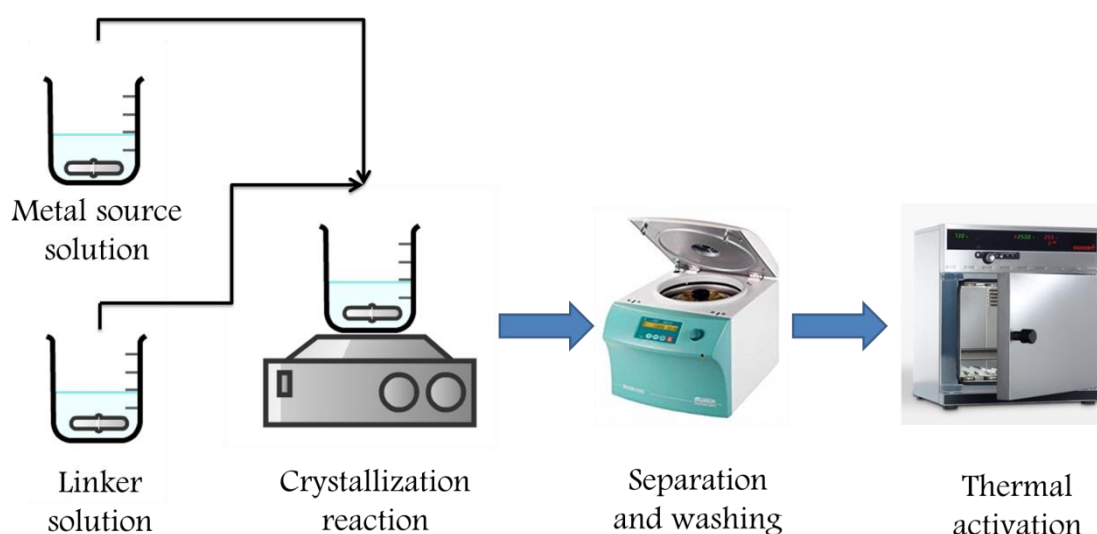 Metal source
solution
Linker
solution
Crystallization
reaction
Separation
and washing
Thermal
activation